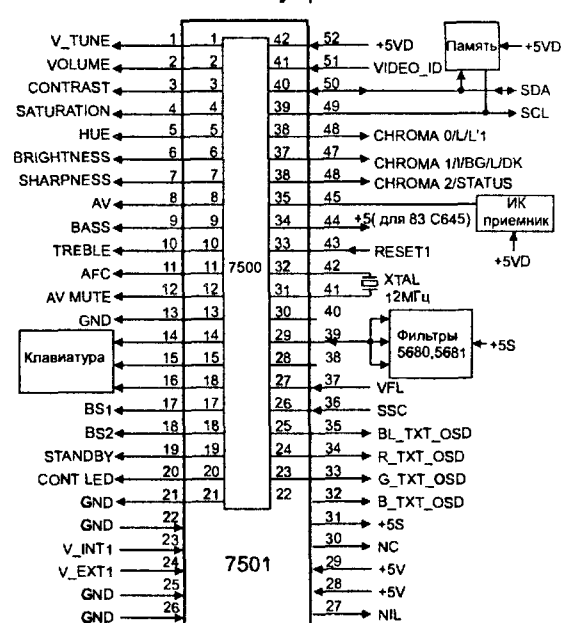 V_TUNE 1 1 42 52 +5VD Память +5VD
VOLUME 2 2 41 51 VIDEO_ID
CONTRAST 3 3 40 50 SDA
SATURATION 4 4 39 49 SCL
HUE 5 5 38 48 CHROMA 0/L/L'1
BRIGHTNESS 6 6 37 47 CHROMA 1/I/BG/L/DK
SHARPNESS 7 7 38 48 CHROMA 2/STATUS
AV 8 8 35 45 ИК приемник
BASS 9 9 34 44 +5( для 83 C645)
TREBLE 10 10 33 43 RESET1 +5VD
AFC 11 11 7500 32 42 XTAL
AV MUTE 12 12 31 41 12МГц
GND 13 13 30 40
Клавиатура 14 14 29 39 Фильтры 5680,5681 +5S
15 15 28 38
16 18 27 37 VFL
BS1 17 17 26 36 SSC
BS2 18 18 25 35 BL_TXT_OSD
STANDBY 19 19 24 34 R_TXT_OSD
CONT LED 20 20 23 33 G_TXT_OSD
GND 21 21 22 32 B_TXT_OSD
GND 22 31 +5S
V_INT1 23 30 NC
V_EXT1 24 7501 29 +5V
GND 25 28 +5V
GND 26 27 NIL